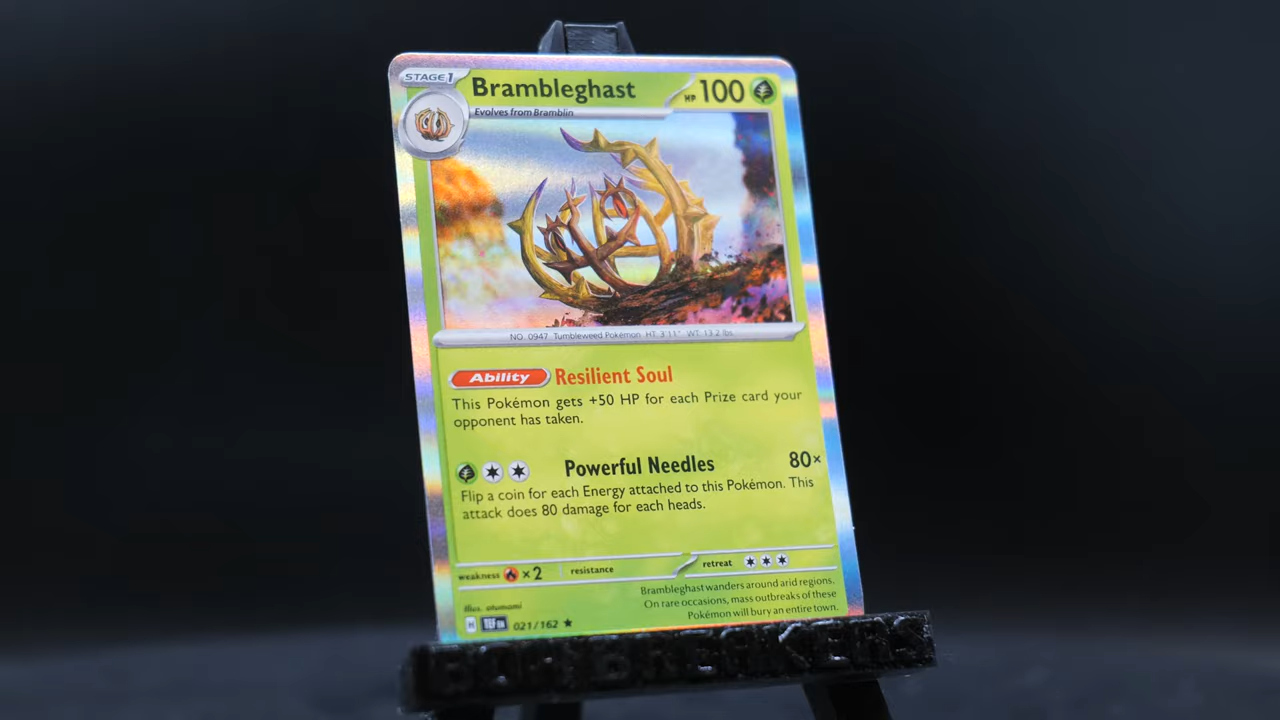 STAGE 1
Brambleghast
HP 100
Evolves from Bramblin
NO. 0947 Tumbleweed Pokémon HT: 3'11" WT: 13.2 lbs.
Ability Resilient Soul
This Pokémon gets +50 HP for each Prize card your
opponent has taken.
Powerful Needles 80×
Flip a coin for each Energy attached to this Pokémon. This
attack does 80 damage for each heads.
weakness ×2 resistance retreat
Brambleghast wanders around arid regions.
On rare occasions, mass outbreaks of these
Pokémon will bury an entire town.
Illus. otumami
H TEF EN 021/162 ★